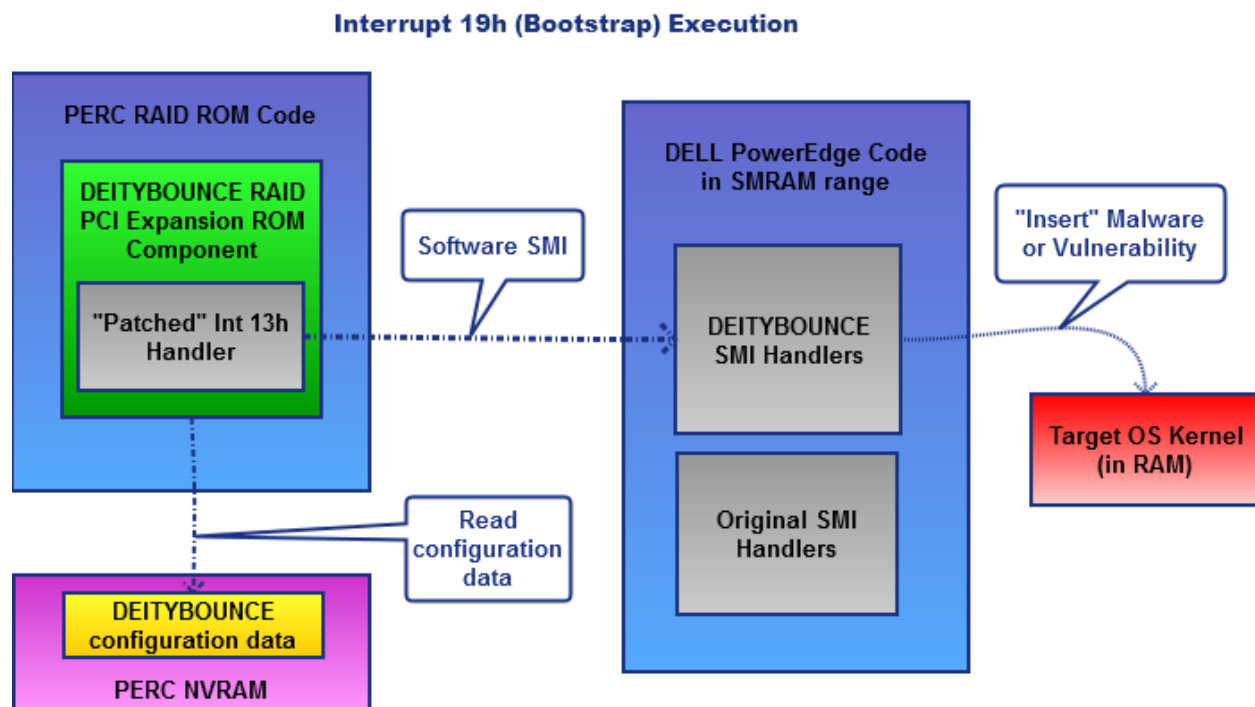 Interrupt 19h (Bootstrap) Execution
PERC RAID ROM Code
DEITYBOUNCE RAID
PCI Expansion ROM
Component
"Patched" Int 13h
Handler
Software SMI
DELL PowerEdge Code
in SMRAM range
DEITYBOUNCE
SMI Handlers
Original SMI
Handlers
"Insert" Malware
or Vulnerability
Target OS Kernel
(in RAM)
Read
configuration
data
DEITYBOUNCE
configuration data
PERC NVRAM